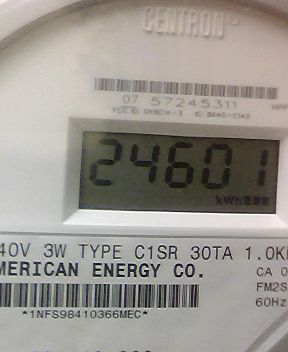 CENTRON®
07 57245311
24601
kWh
40V 3W TYPE C1SR 30TA 1.0K
MERICAN ENERGY CO.
CA 0
FM2S
60Hz
*1NFS98410366MEC*